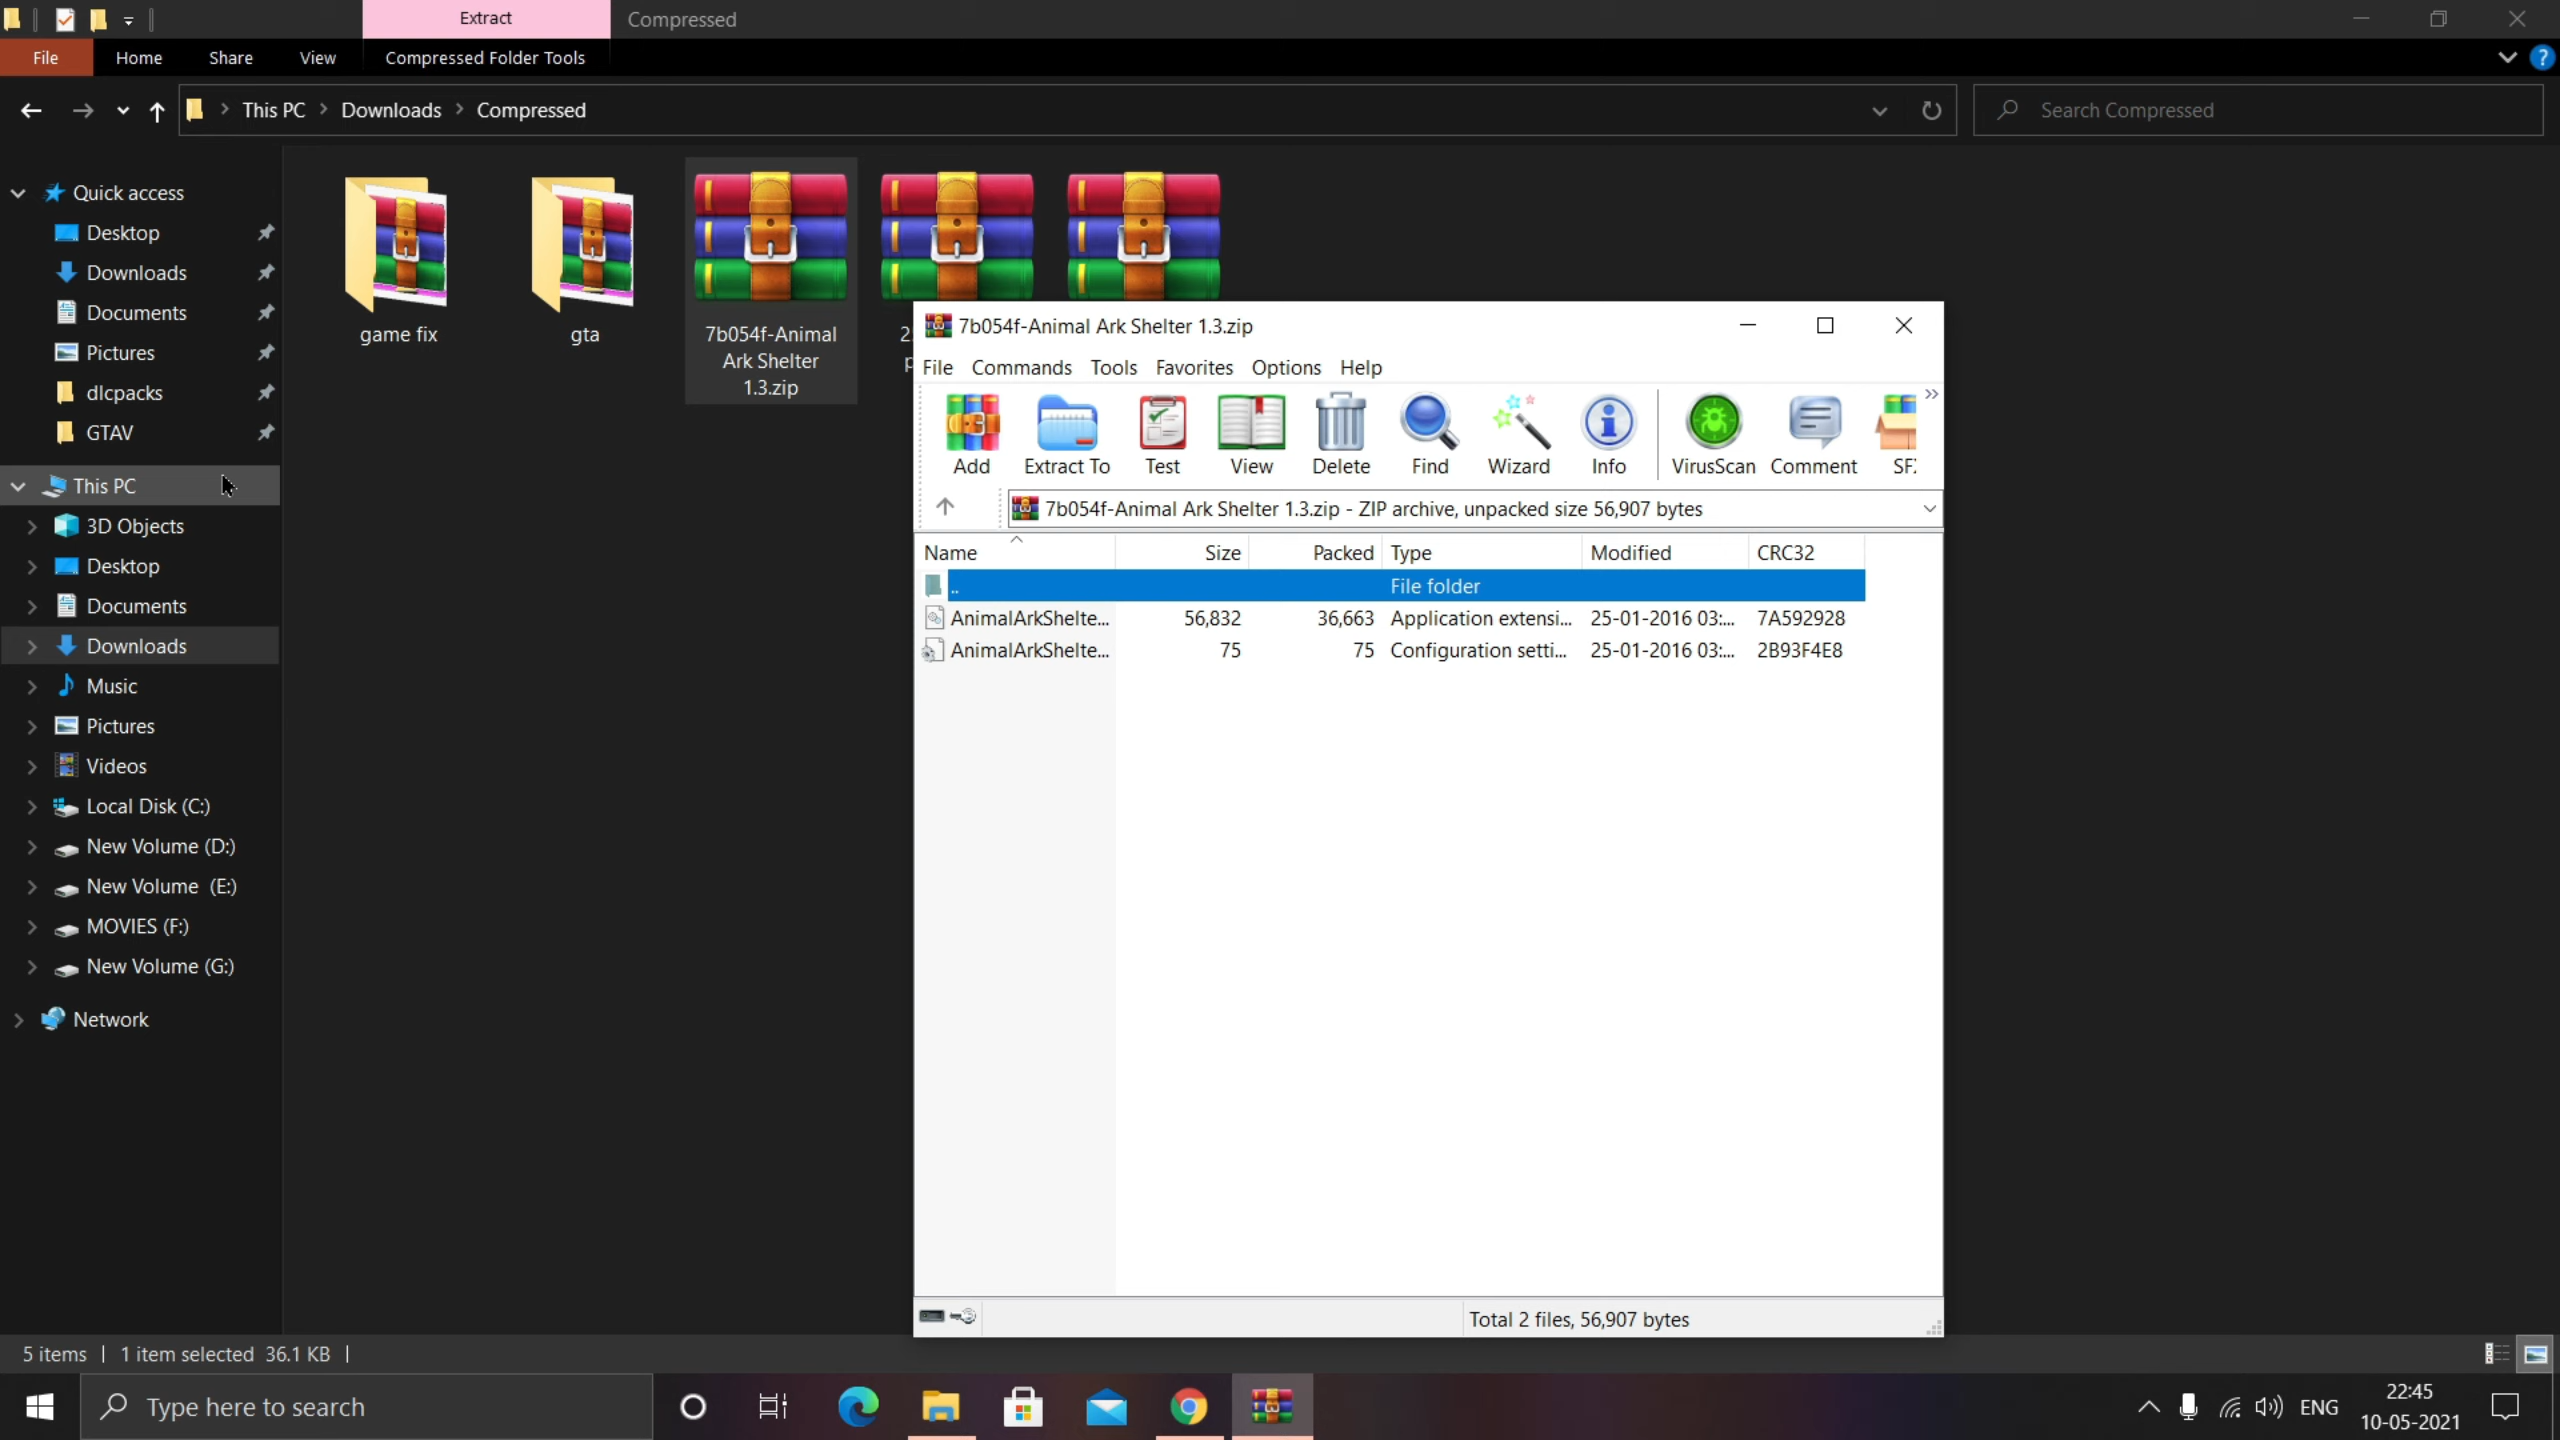 Extract
Compressed
File
Home
Share
View
Compressed Folder Tools
This PC
Downloads
Compressed
Search Compressed
Quick access
Desktop
Downloads
Documents
Pictures
dlcpacks
GTAV
This PC
3D Objects
Desktop
Documents
Downloads
Music
Pictures
Videos
Local Disk (C:)
New Volume (D:)
New Volume (E:)
MOVIES (F:)
New Volume (G:)
Network
game fix
gta
7b054f-Animal
Ark Shelter
1.3.zip
7b054f-Animal Ark Shelter 1.3.zip
File Commands Tools Favorites Options Help
Add
Extract To
Test
View
Delete
Find
Wizard
Info
VirusScan
Comment
7b054f-Animal Ark Shelter 1.3.zip - ZIP archive, unpacked size 56,907 bytes
Name Size Packed Type Modified CRC32
.. File folder
AnimalArkShelte... 56,832 36,663 Application extensi... 25-01-2016 03:... 7A592928
AnimalArkShelte... 75 75 Configuration setti... 25-01-2016 03:... 2B93F4E8
Total 2 files, 56,907 bytes
5 items
1 item selected 36.1 KB
Type here to search
ENG
22:45
10-05-2021